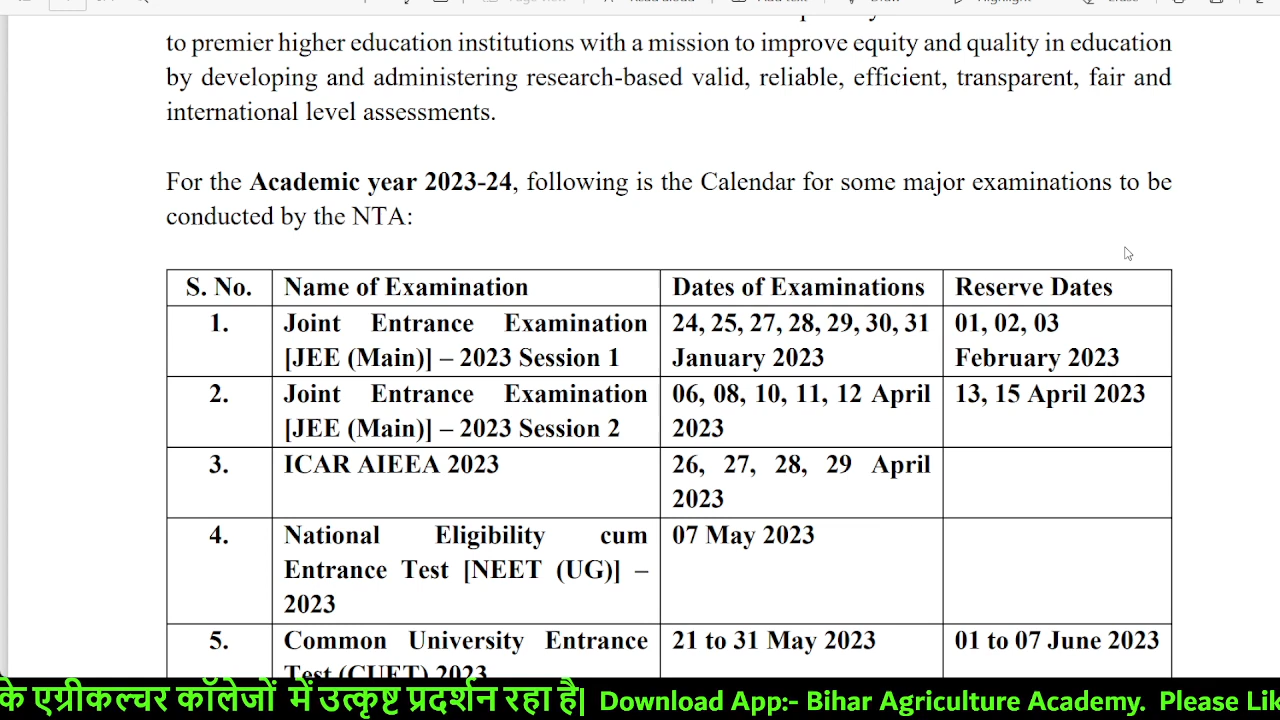 to premier higher education institutions with a mission to improve equity and quality in education
by developing and administering research-based valid, reliable, efficient, transparent, fair and
international level assessments.
For the Academic year 2023-24, following is the Calendar for some major examinations to be
conducted by the NTA:
S. No. Name of Examination Dates of Examinations Reserve Dates
1. Joint Entrance Examination 24, 25, 27, 28, 29, 30, 31 01, 02, 03
[JEE (Main)] – 2023 Session 1 January 2023 February 2023
2. Joint Entrance Examination 06, 08, 10, 11, 12 April 13, 15 April 2023
[JEE (Main)] – 2023 Session 2 2023
3. ICAR AIEEA 2023 26, 27, 28, 29 April
2023
4. National Eligibility cum 07 May 2023
Entrance Test [NEET (UG)] –
2023
5. Common University Entrance 21 to 31 May 2023 01 to 07 June 2023
Test (CUET) 2023
के एग्रीकल्चर कॉलेजों में उत्कृष्ट प्रदर्शन रहा है| Download App:- Bihar Agriculture Academy. Please Lik